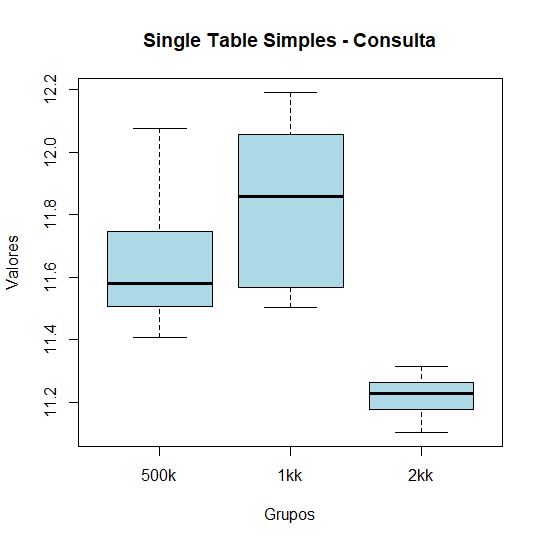 Single Table Simples - Consulta
Valores
12.2
12.0
11.8
11.6
11.4
11.2
500k 1kk 2kk
Grupos